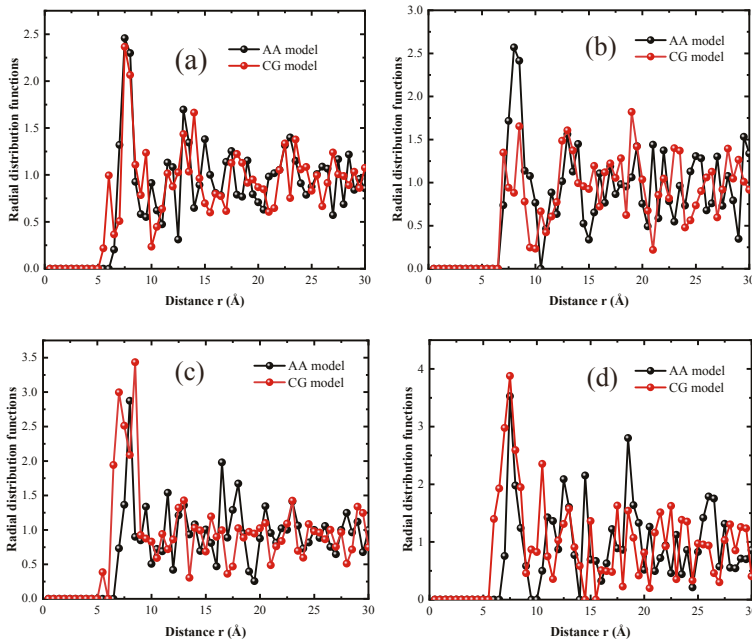 (a)
AA model
CG model
Radial distribution functions
2.5
2.0
1.5
1.0
0.5
0.0
0 5 10 15 20 25 30
Distance r (Å)
(b)
AA model
CG model
Radial distribution functions
3.0
2.5
2.0
1.5
1.0
0.5
0.0
0 5 10 15 20 25 30
Distance r (Å)
(c)
AA model
CG model
Radial distribution functions
3.5
3.0
2.5
2.0
1.5
1.0
0.5
0.0
0 5 10 15 20 25 30
Distance r (Å)
(d)
AA model
CG model
Radial distribution functions
4
3
2
1
0
0 5 10 15 20 25 30
Distance r (Å)